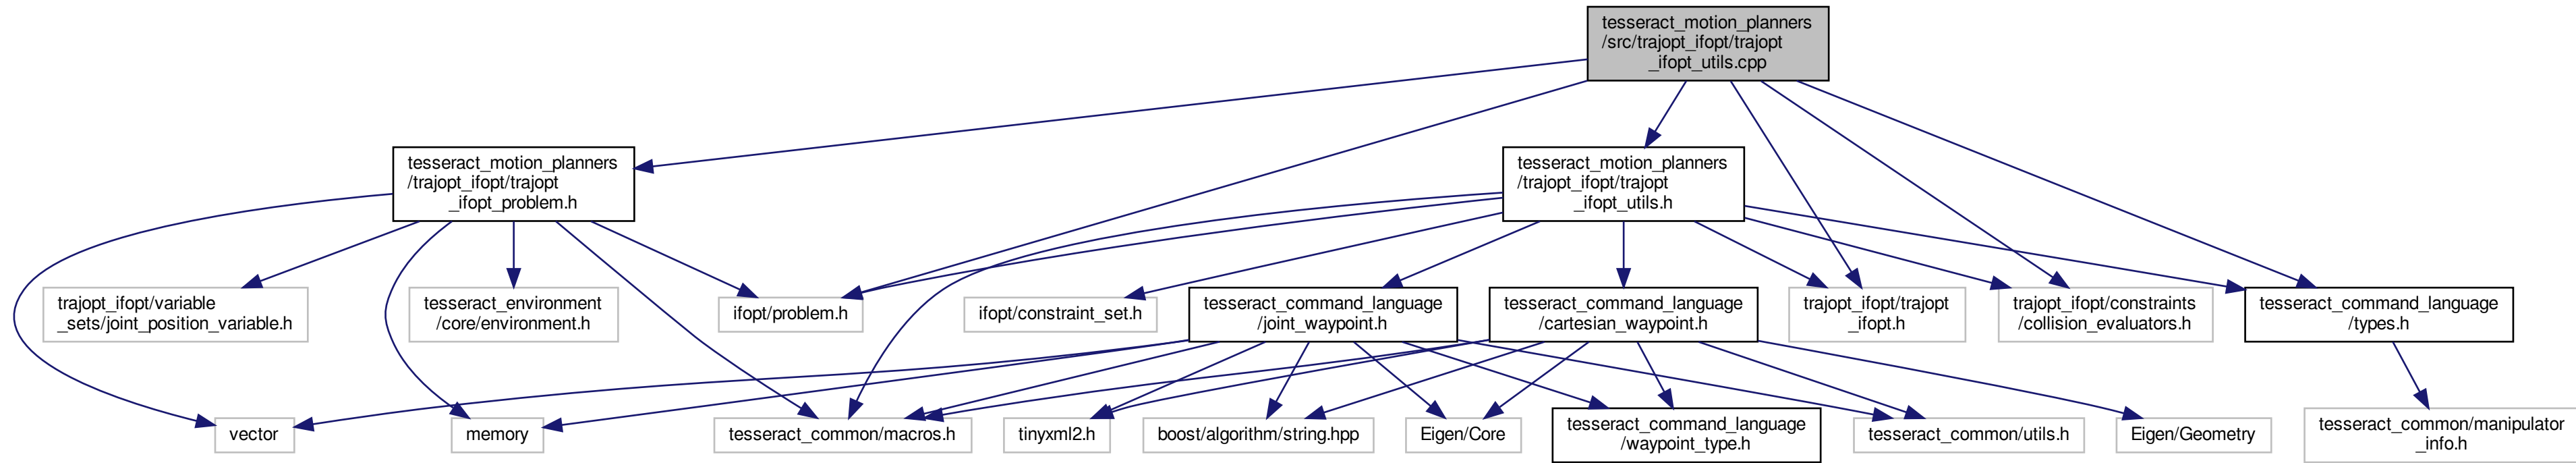 tesseract_motion_planners
/src/trajopt_ifopt/trajopt
_ifopt_utils.cpp
tesseract_motion_planners
/trajopt_ifopt/trajopt
_ifopt_problem.h
tesseract_motion_planners
/trajopt_ifopt/trajopt
_ifopt_utils.h
trajopt_ifopt/variable
_sets/joint_position_variable.h
tesseract_environment
/core/environment.h
ifopt/problem.h
ifopt/constraint_set.h
tesseract_command_language
/joint_waypoint.h
tesseract_command_language
/cartesian_waypoint.h
trajopt_ifopt/trajopt
_ifopt.h
trajopt_ifopt/constraints
/collision_evaluators.h
tesseract_command_language
/types.h
vector
memory
tesseract_common/macros.h
tinyxml2.h
boost/algorithm/string.hpp
Eigen/Core
tesseract_command_language
/waypoint_type.h
tesseract_common/utils.h
Eigen/Geometry
tesseract_common/manipulator
_info.h